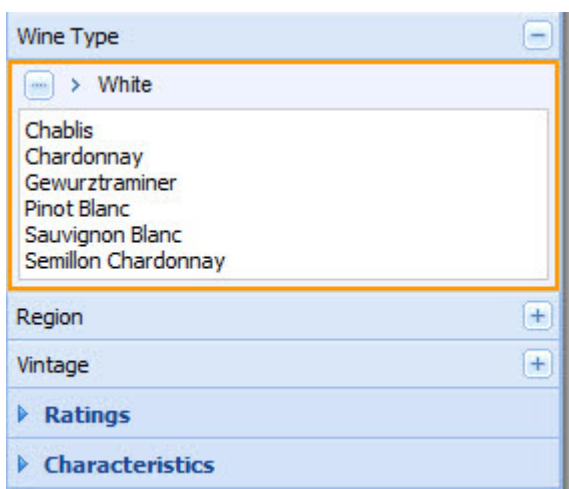 Wine Type
White
Chablis
Chardonnay
Gewurztraminer
Pinot Blanc
Sauvignon Blanc
Semillon Chardonnay
Region
Vintage
Ratings
Characteristics